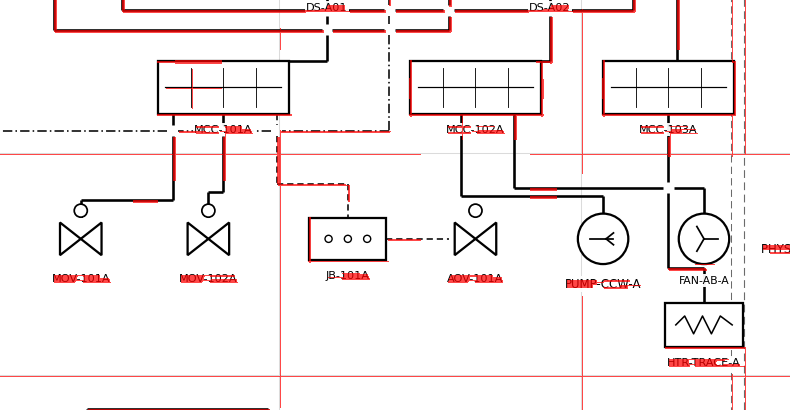 DS-A01
DS-A02
MCC-101A
MCC-102A
MCC-103A
MOV-101A
MOV-102A
JB-101A
AOV-101A
PUMP-CCW-A
FAN-AB-A
PHYS
HTR-TRACE-A